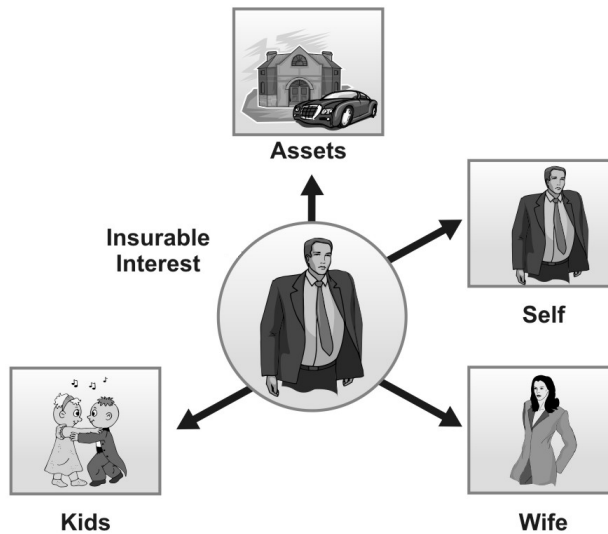 Assets
Insurable
Interest
Self
Kids
Wife